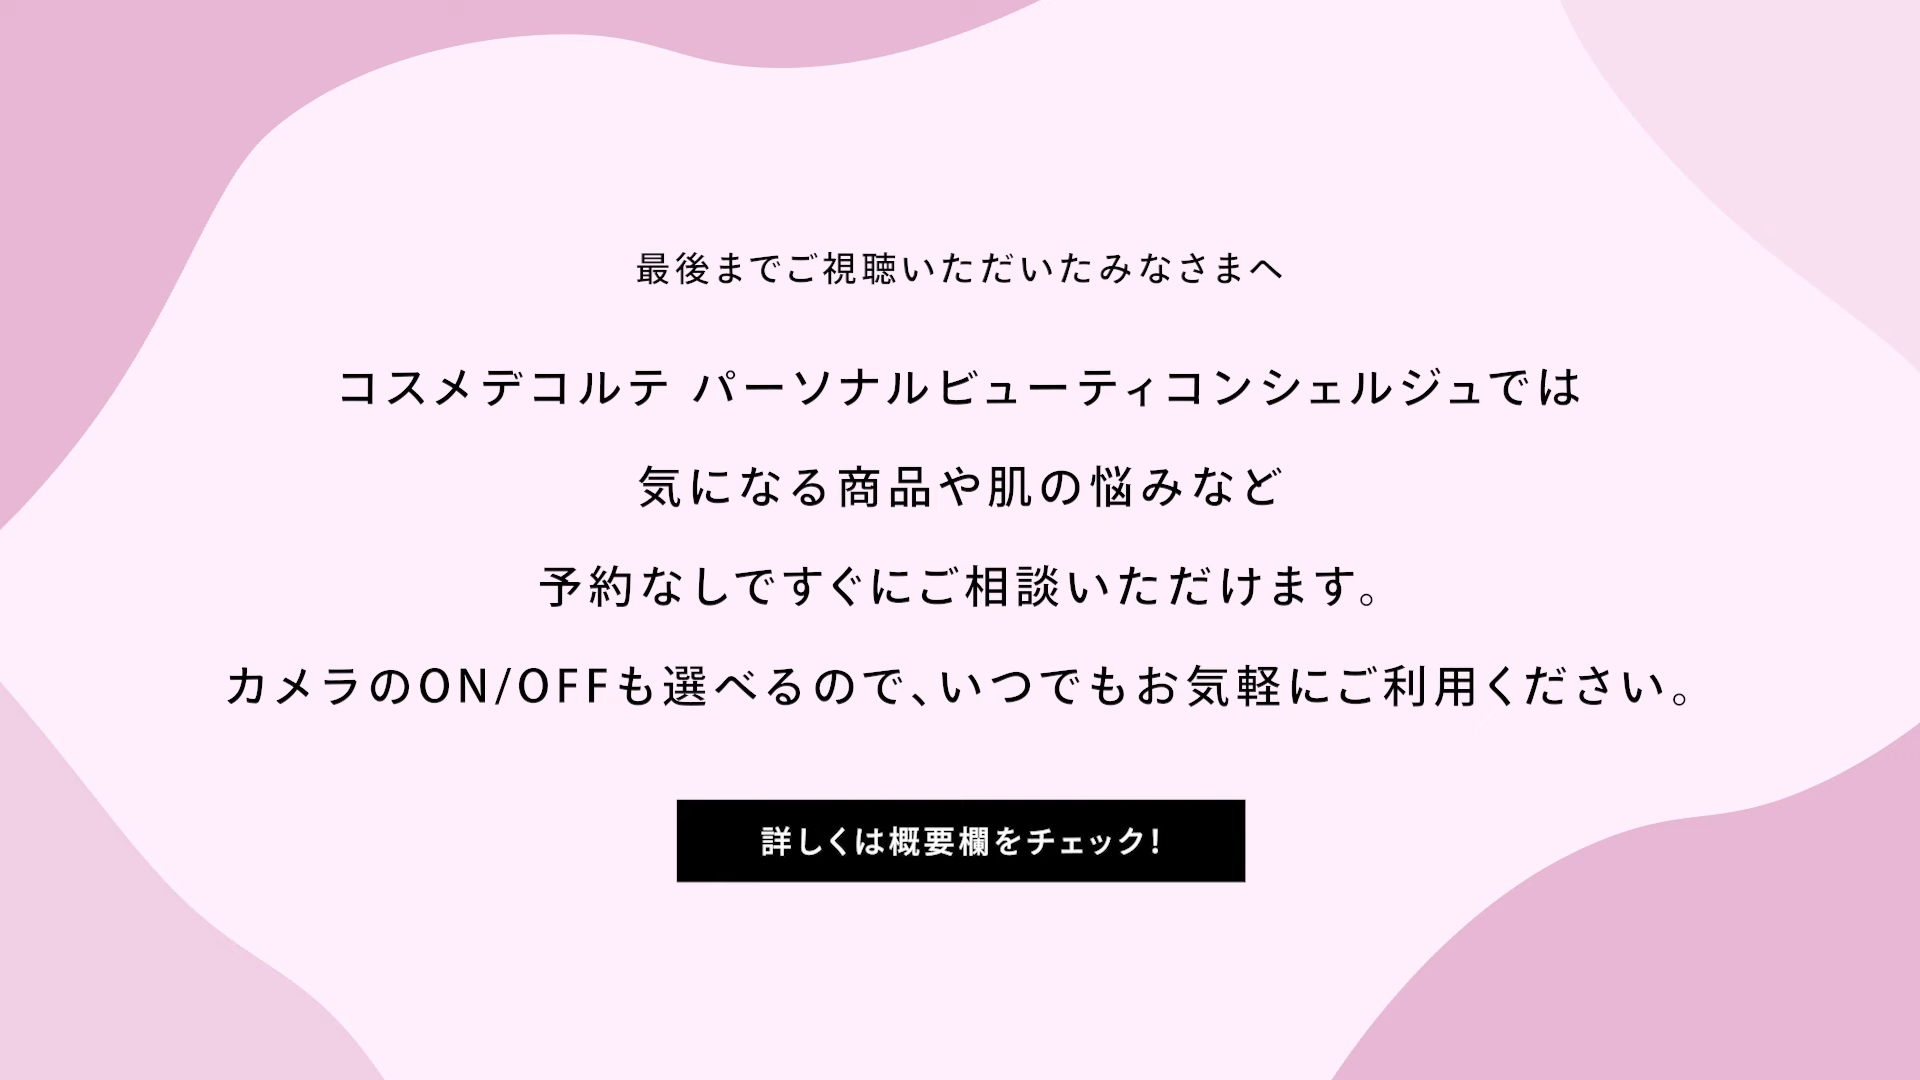 最後までご視聴いただいたみなさまへ
コスメデコルテ パーソナルビューティコンシェルジュでは
気になる商品や肌の悩みなど
予約なしですぐにご相談いただけます。
カメラのON/OFFも選べるので、いつでもお気軽にご利用ください。
詳しくは概要欄をチェック!